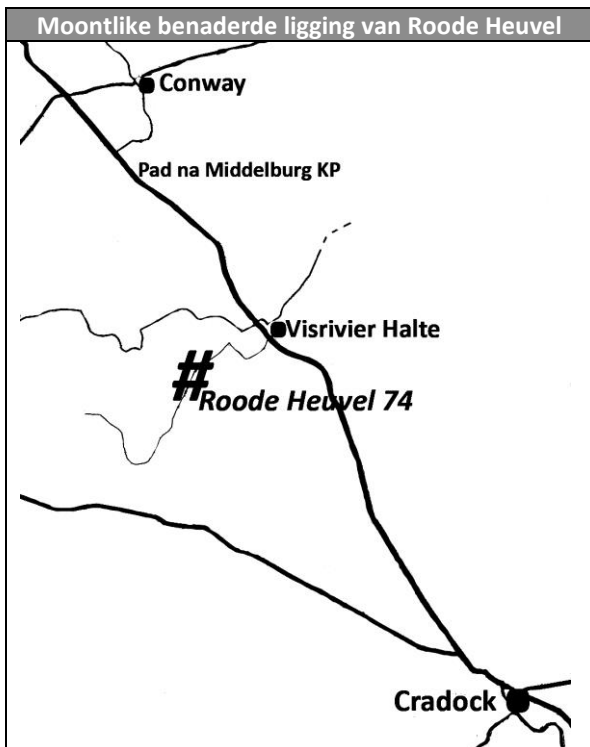 Moontlike benaderde ligging van Roode Heuvel
Conway
Pad na Middelburg KP
Visrivier Halte
#
Roode Heuvel 74
Cradock